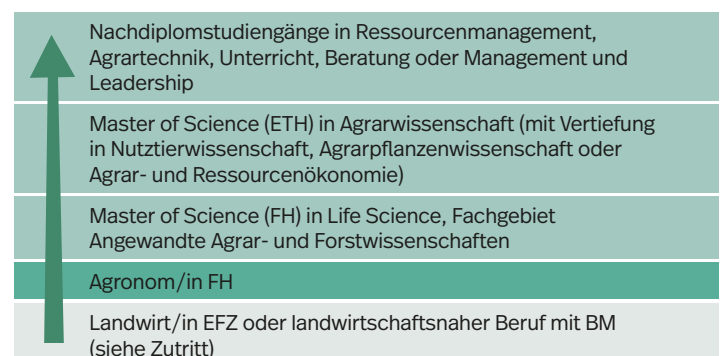 Nachdiplomstudiengänge in Ressourcenmanagement,
Agrartechnik, Unterricht, Beratung oder Management und
Leadership
Master of Science (ETH) in Agrarwissenschaft (mit Vertiefung
in Nutztierwissenschaft, Agrarpflanzenwissenschaft oder
Agrar- und Ressourcenökonomie)
Master of Science (FH) in Life Science, Fachgebiet
Angewandte Agrar- und Forstwissenschaften
Agronom/in FH
Landwirt/in EFZ oder landwirtschaftsnaher Beruf mit BM
(siehe Zutritt)